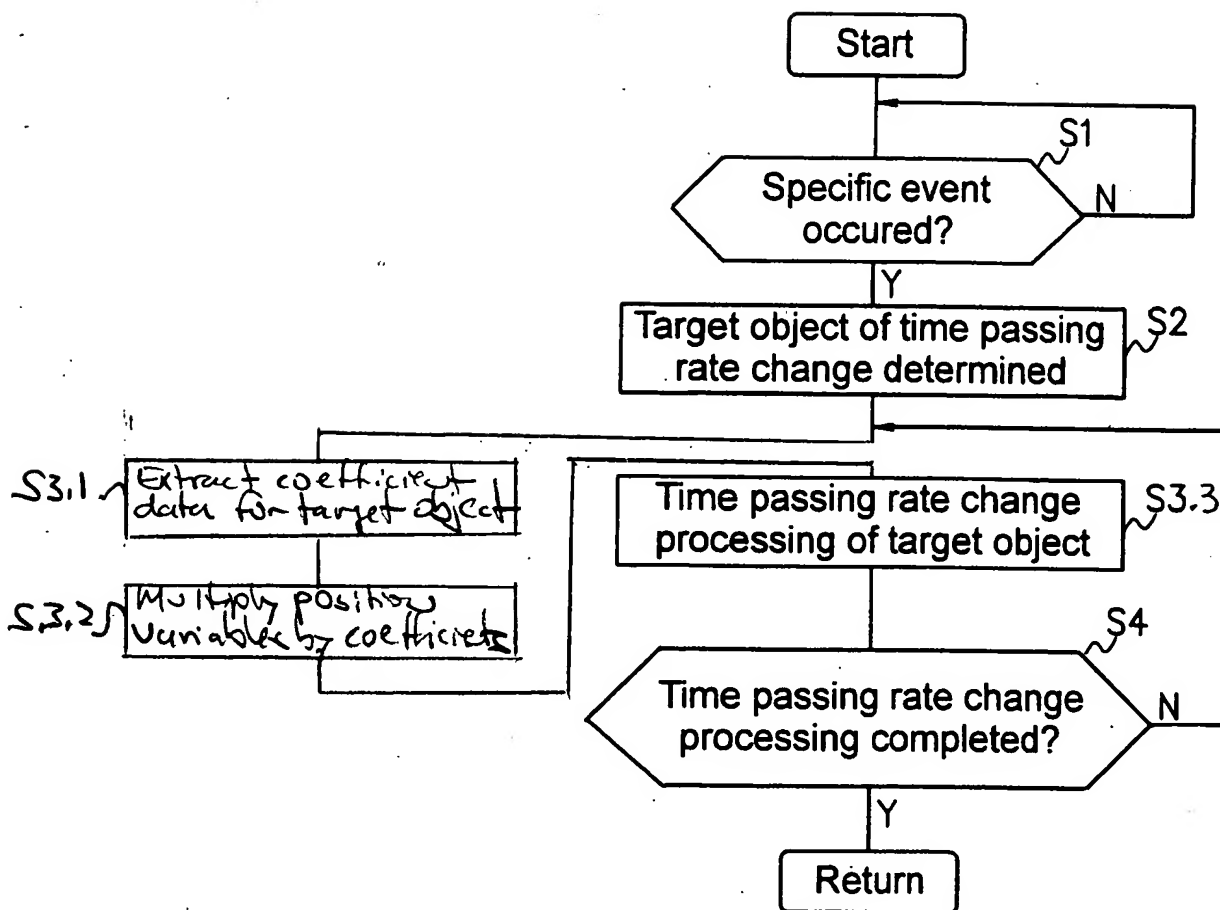 Start
S1
Specific event
occured?
N
Y
Target object of time passing
rate change determined
S2
S3.1
Extract coefficient
data for target object
S.3.2
Multiply position
variables by coefficients
Time passing rate change
processing of target object
S3.3
S4
Time passing rate change
processing completed?
N
Y
Return